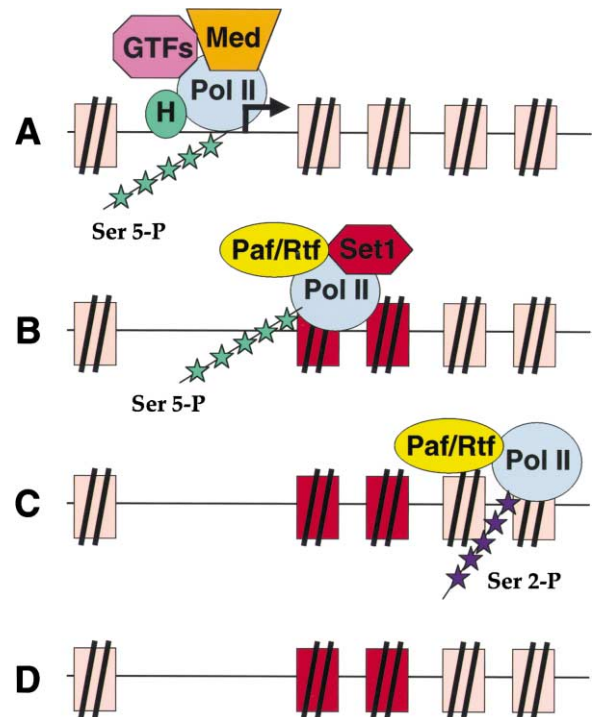 GTFs
Med
Pol II
H
A
Ser 5-P
Paf/Rtf
Set1
Pol II
B
Ser 5-P
Paf/Rtf
Pol II
C
Ser 2-P
D